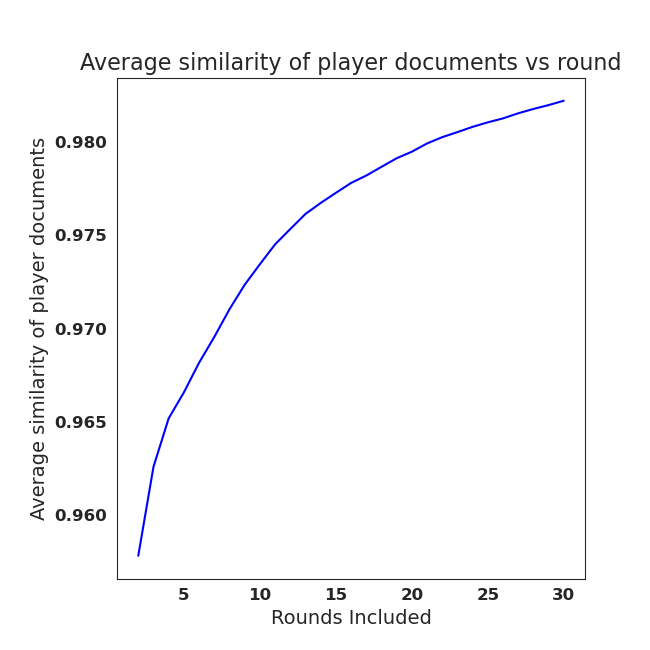 Average similarity of player documents vs round
Average similarity of player documents
0.980
0.975
0.970
0.965
0.960
5 10 15 20 25 30
Rounds Included